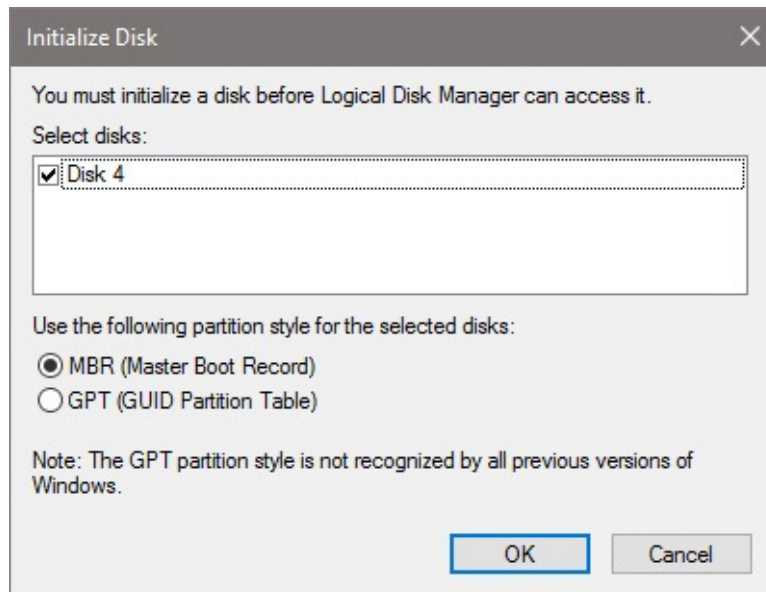 Initialize Disk
You must initialize a disk before Logical Disk Manager can access it.
Select disks:
Disk 4
Use the following partition style for the selected disks:
MBR (Master Boot Record)
GPT (GUID Partition Table)
Note: The GPT partition style is not recognized by all previous versions of
Windows.
OK Cancel